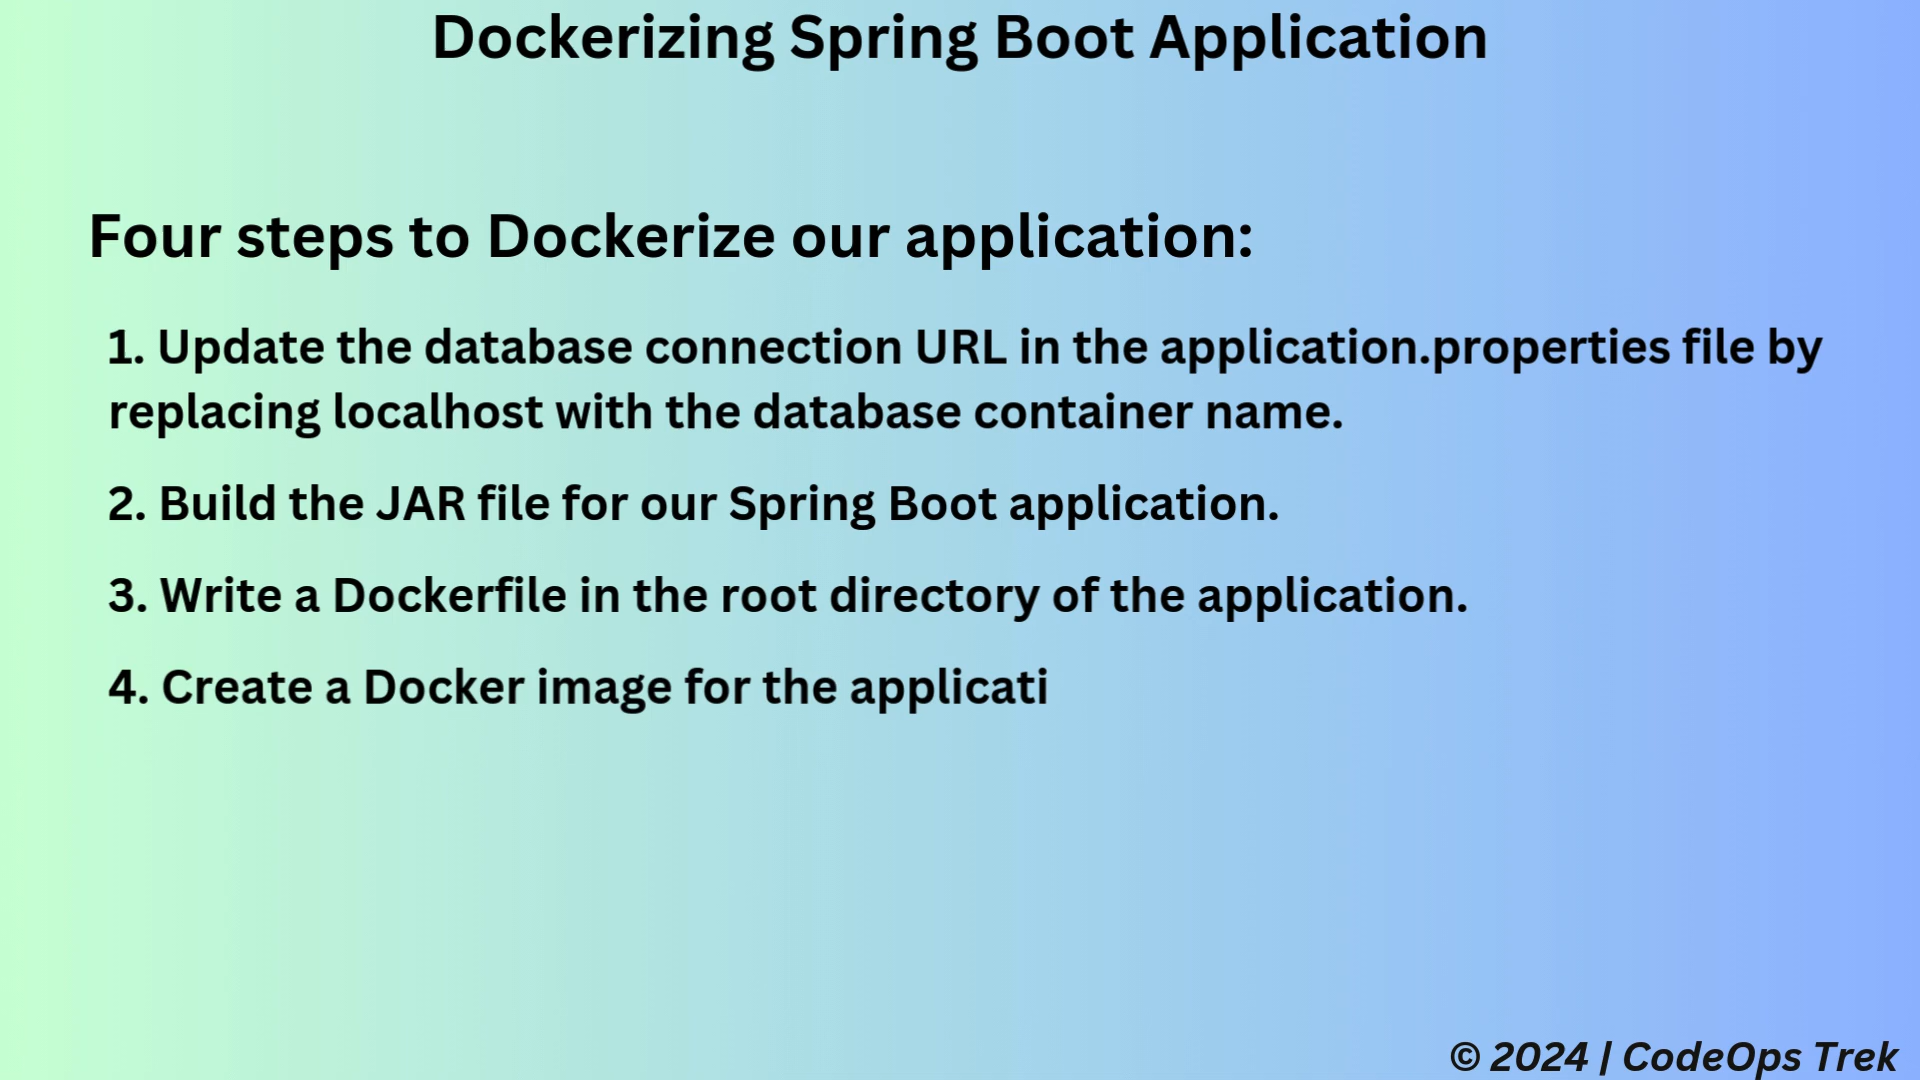 Dockerizing Spring Boot Application
Four steps to Dockerize our application:
1. Update the database connection URL in the application.properties file by
replacing localhost with the database container name.
2. Build the JAR file for our Spring Boot application.
3. Write a Dockerfile in the root directory of the application.
4. Create a Docker image for the applicati
© 2024 | CodeOps Trek